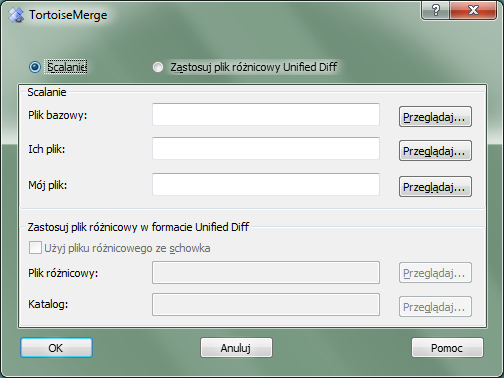 TortoiseMerge
Scalanie
Zastosuj plik różnicowy Unified Diff
Scalanie
Plik bazowy:
Przeglądaj...
Ich plik:
Przeglądaj...
Mój plik:
Przeglądaj...
Zastosuj plik różnicowy w formacie Unified Diff
Użyj pliku różnicowego ze schowka
Plik różnicowy:
Przeglądaj...
Katalog:
Przeglądaj...
OK
Anuluj
Pomoc